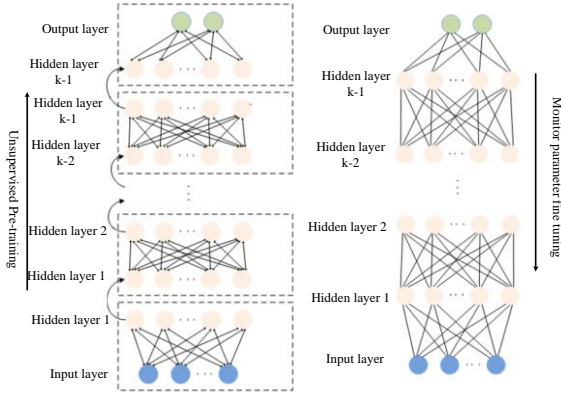 Output layer
Hidden layer
k-1
Hidden layer
k-1
Hidden layer
k-2
Hidden layer 2
Hidden layer 1
Hidden layer 1
Input layer
Unsupervised Pre-training
Output layer
Hidden layer
k-1
Hidden layer
k-2
Hidden layer 2
Hidden layer 1
Input layer
Monitor parameter fine tuning